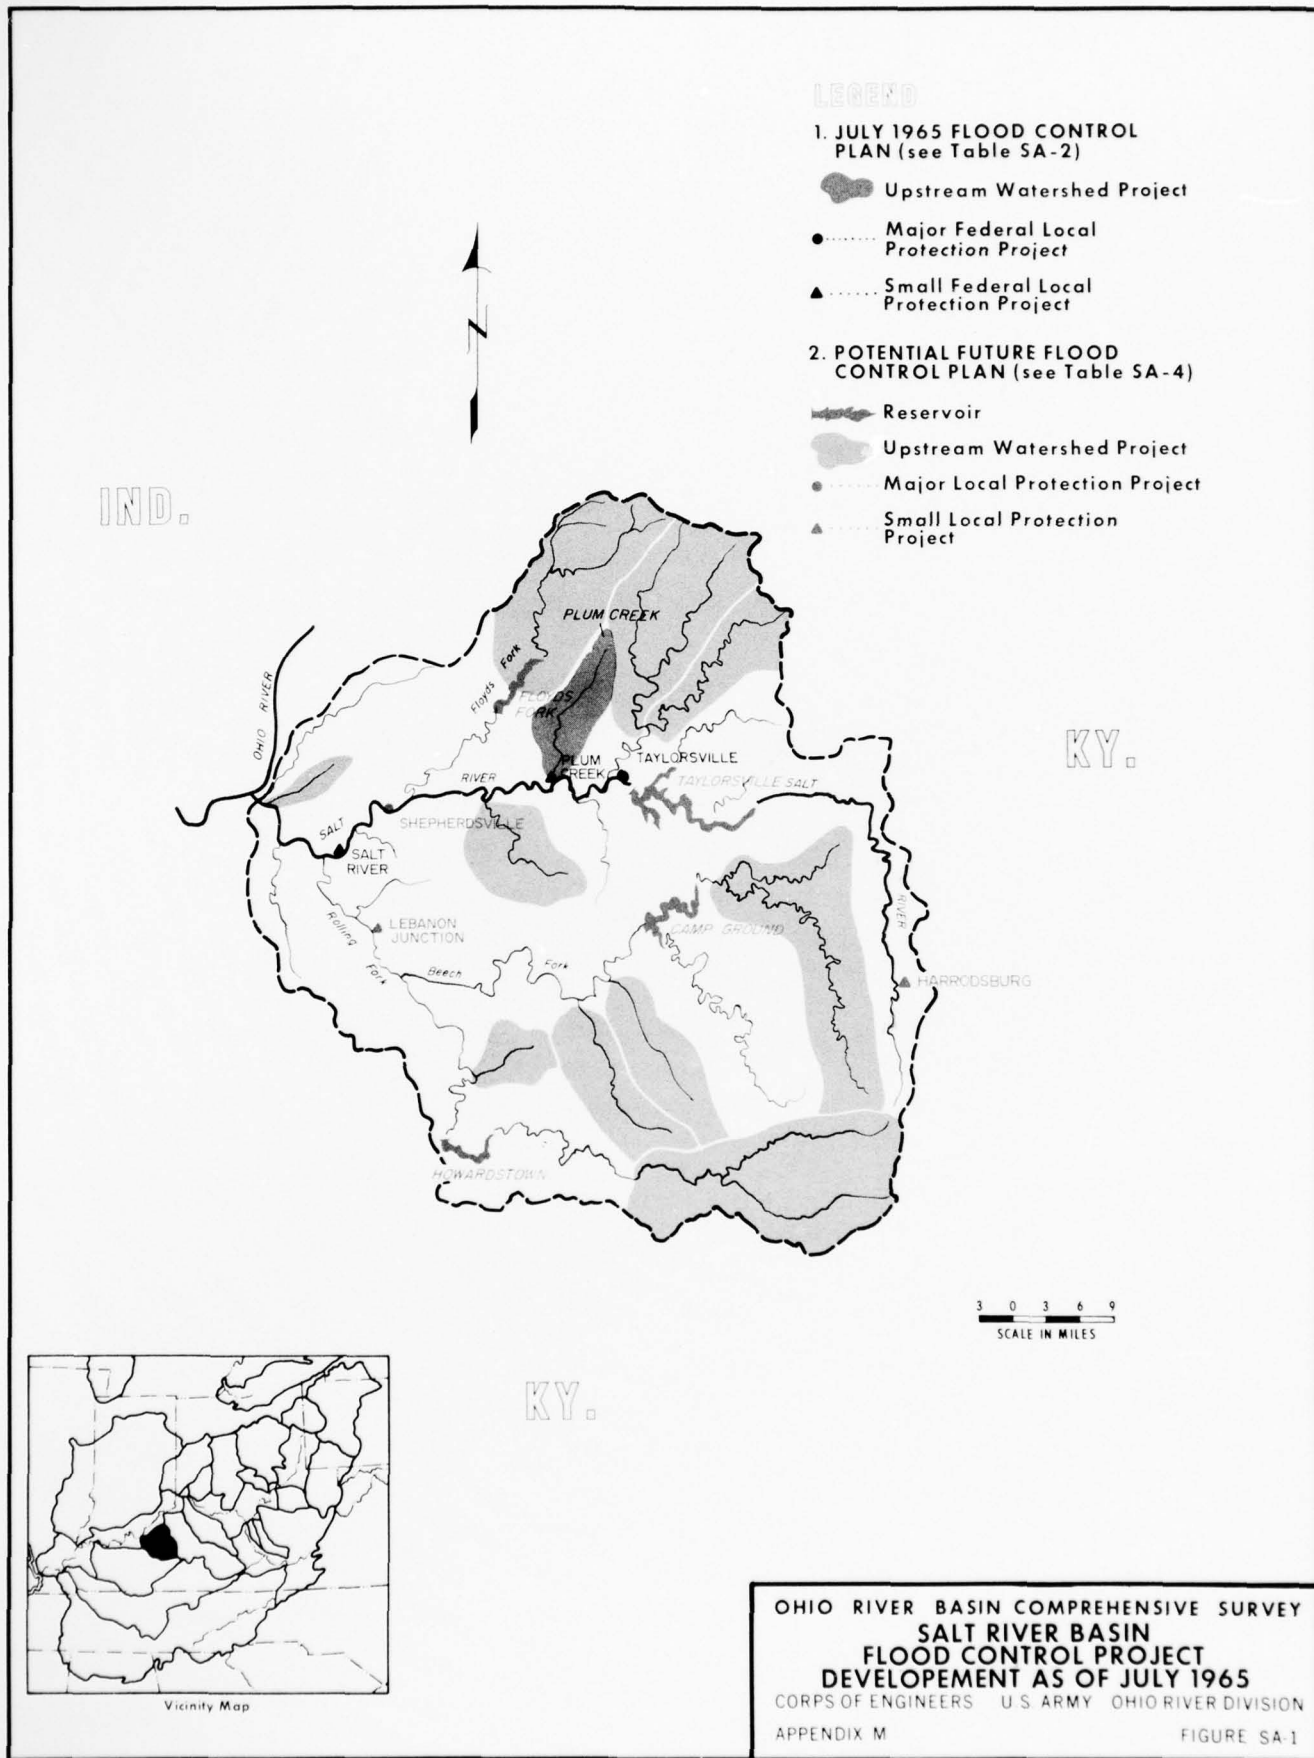 LEGEND
1. JULY 1965 FLOOD CONTROL
PLAN (see Table SA-2)
Upstream Watershed Project
Major Federal Local
Protection Project
Small Federal Local
Protection Project
2. POTENTIAL FUTURE FLOOD
CONTROL PLAN (see Table SA-4)
Reservoir
Upstream Watershed Project
Major Local Protection Project
Small Local Protection
Project
N
IND.
PLUM CREEK
Floyds Fork
FLOYDS
FORK
OHIO RIVER
KY.
PLUM
CREEK
TAYLORSVILLE
RIVER
TAYLORSVILLE SALT
SALT
SHEPHERDSVILLE
SALT
RIVER
RIVER
LEBANON
JUNCTION
Rolling
Fork
CAMP GROUND
Beech
Fork
HARRODSBURG
HOWARDSTOWN
3 0 3 6 9
SCALE IN MILES
KY.
Vicinity Map
OHIO RIVER BASIN COMPREHENSIVE SURVEY
SALT RIVER BASIN
FLOOD CONTROL PROJECT
DEVELOPEMENT AS OF JULY 1965
CORPS OF ENGINEERS U.S. ARMY OHIO RIVER DIVISION
APPENDIX M FIGURE SA-1